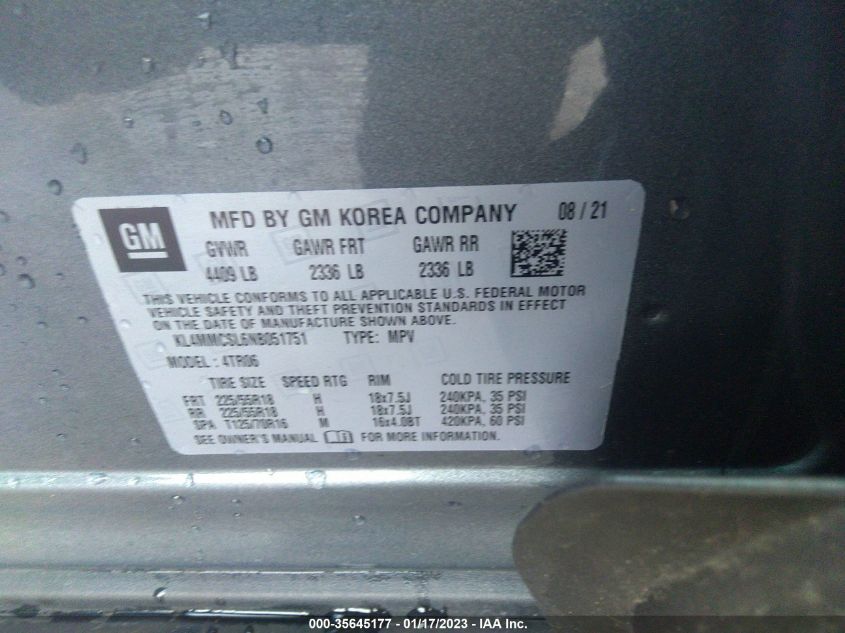 GM MFD BY GM KOREA COMPANY 08 / 21
GVWR GAWR FRT GAWR RR
4409 LB 2336 LB 2336 LB
THIS VEHICLE CONFORMS TO ALL APPLICABLE U.S. FEDERAL MOTOR
VEHICLE SAFETY AND THEFT PREVENTION STANDARDS IN EFFECT
ON THE DATE OF MANUFACTURE SHOWN ABOVE.
KL4MMCSL6NB051751 TYPE: MPV
MODEL : 4TR06
TIRE SIZE SPEED RTG RIM COLD TIRE PRESSURE
FRT 225/55R18 H 18x7.5J 240KPA, 35 PSI
RR 225/55R18 H 18x7.5J 240KPA, 35 PSI
SPA T125/70R16 M 16x4.0BT 420KPA, 60 PSI
SEE OWNER'S MANUAL FOR MORE INFORMATION.
000-35645177 - 01/17/2023 - IAA Inc.